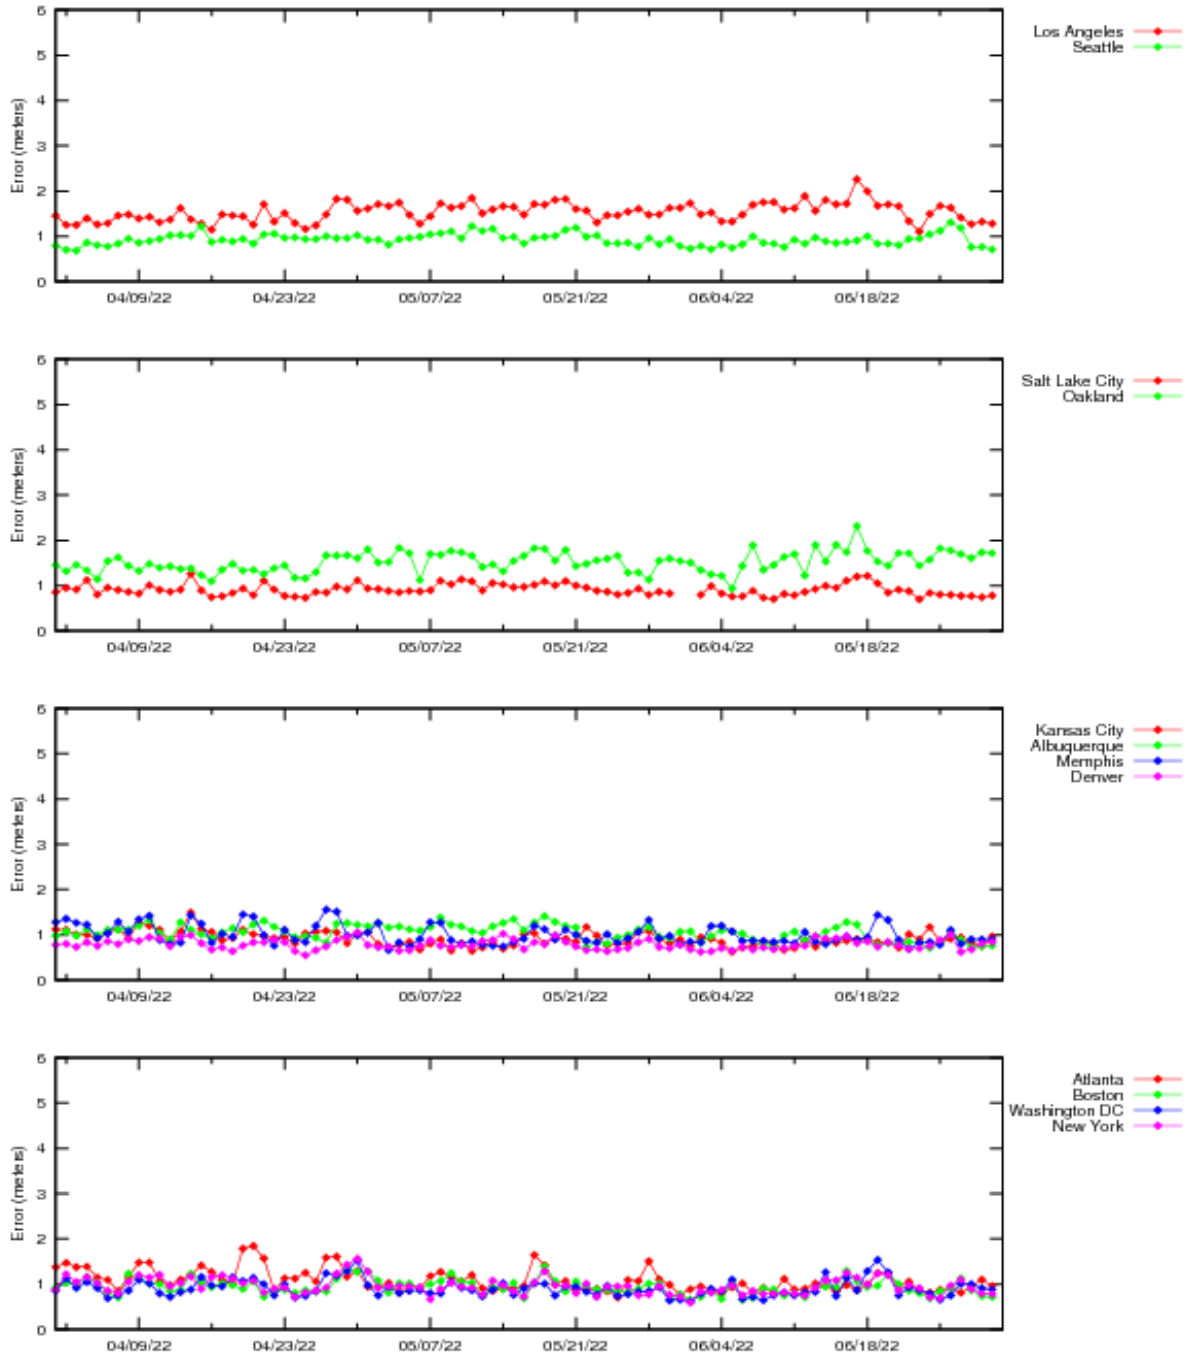 6
5
4
3
2
1
0
Error (meters)
04/09/22 04/23/22 05/07/22 05/21/22 06/04/22 06/18/22
Los Angeles
Seattle
6
5
4
3
2
1
0
Error (meters)
04/09/22 04/23/22 05/07/22 05/21/22 06/04/22 06/18/22
Salt Lake City
Oakland
6
5
4
3
2
1
0
Error (meters)
04/09/22 04/23/22 05/07/22 05/21/22 06/04/22 06/18/22
Kansas City
Albuquerque
Memphis
Denver
6
5
4
3
2
1
0
Error (meters)
04/09/22 04/23/22 05/07/22 05/21/22 06/04/22 06/18/22
Atlanta
Boston
Washington DC
New York